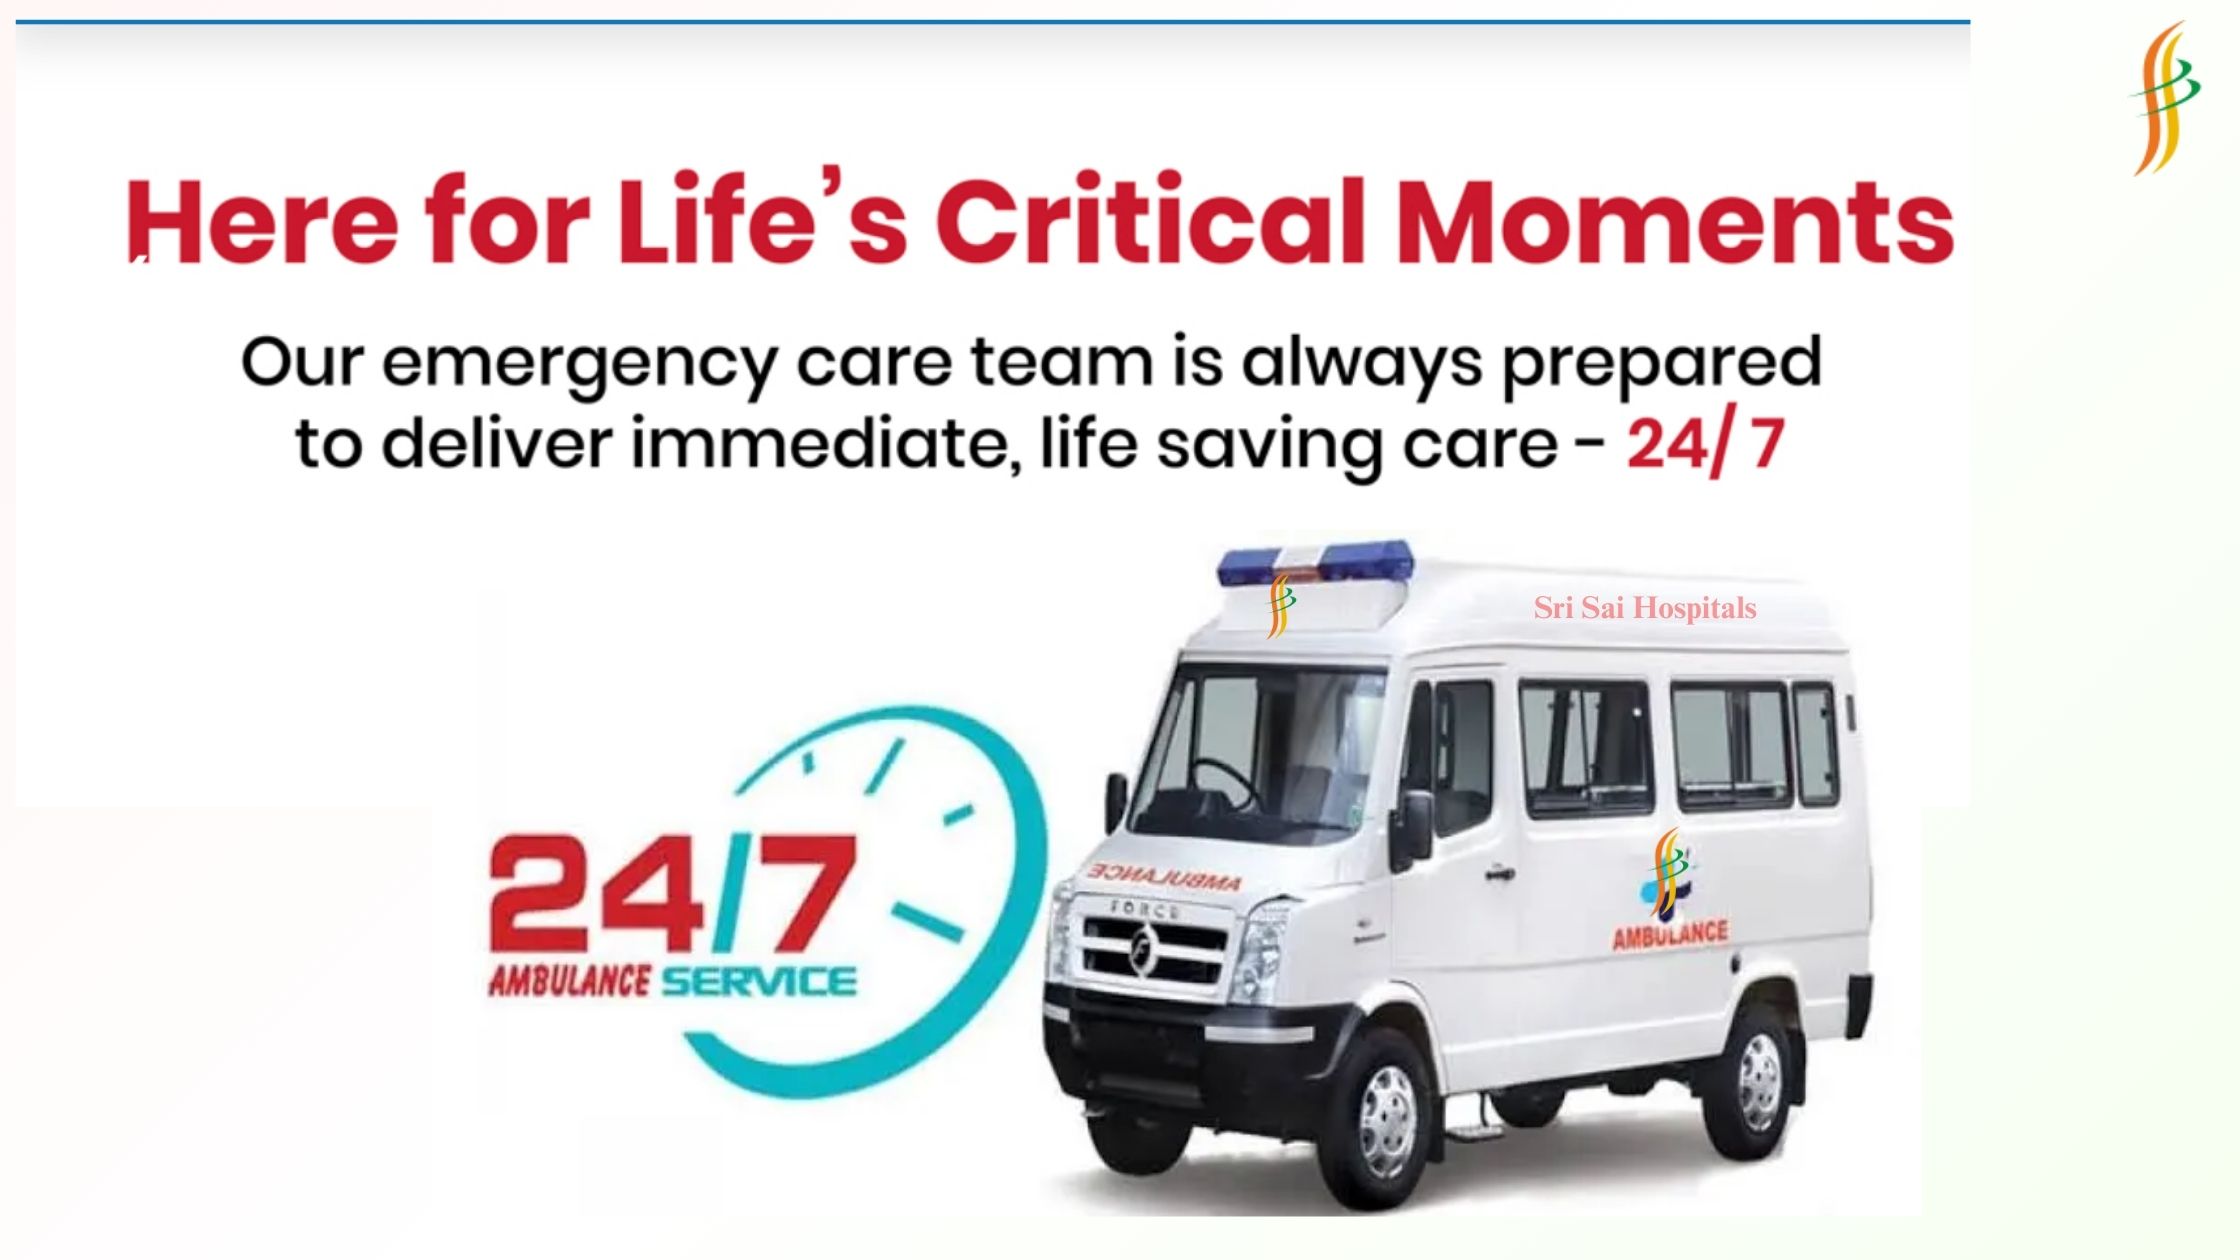 Here for Life’s Critical Moments
Our emergency care team is always prepared
to deliver immediate, life saving care - 24/7
Sri Sai Hospitals
24/7
AMBULANCE SERVICE
AMBULANCE
FORCE
AMBULANCE